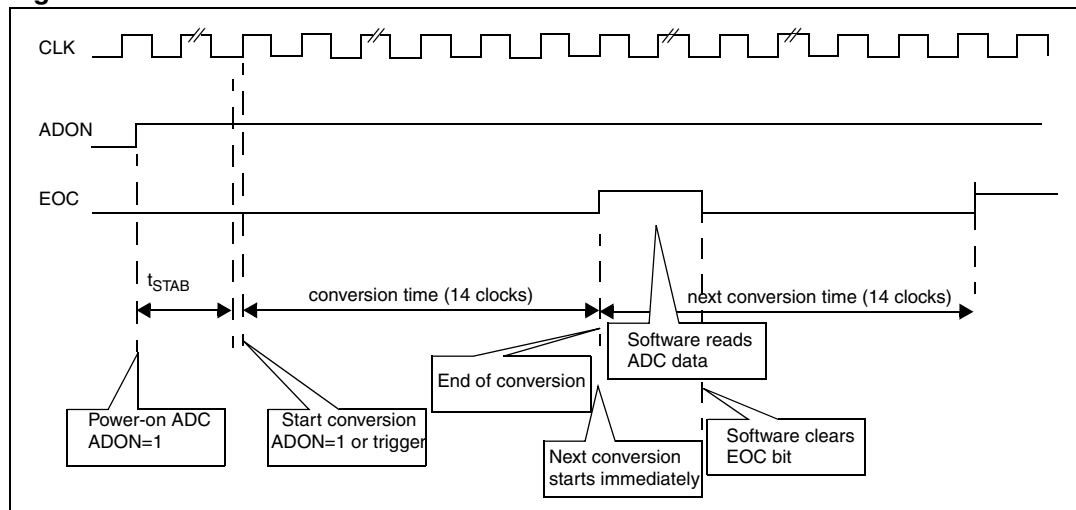 CLK
ADON
EOC
tSTAB
conversion time (14 clocks)
next conversion time (14 clocks)
Software reads
ADC data
End of conversion
Power-on ADC
ADON=1
Start conversion
ADON=1 or trigger
Next conversion
starts immediately
Software clears
EOC bit